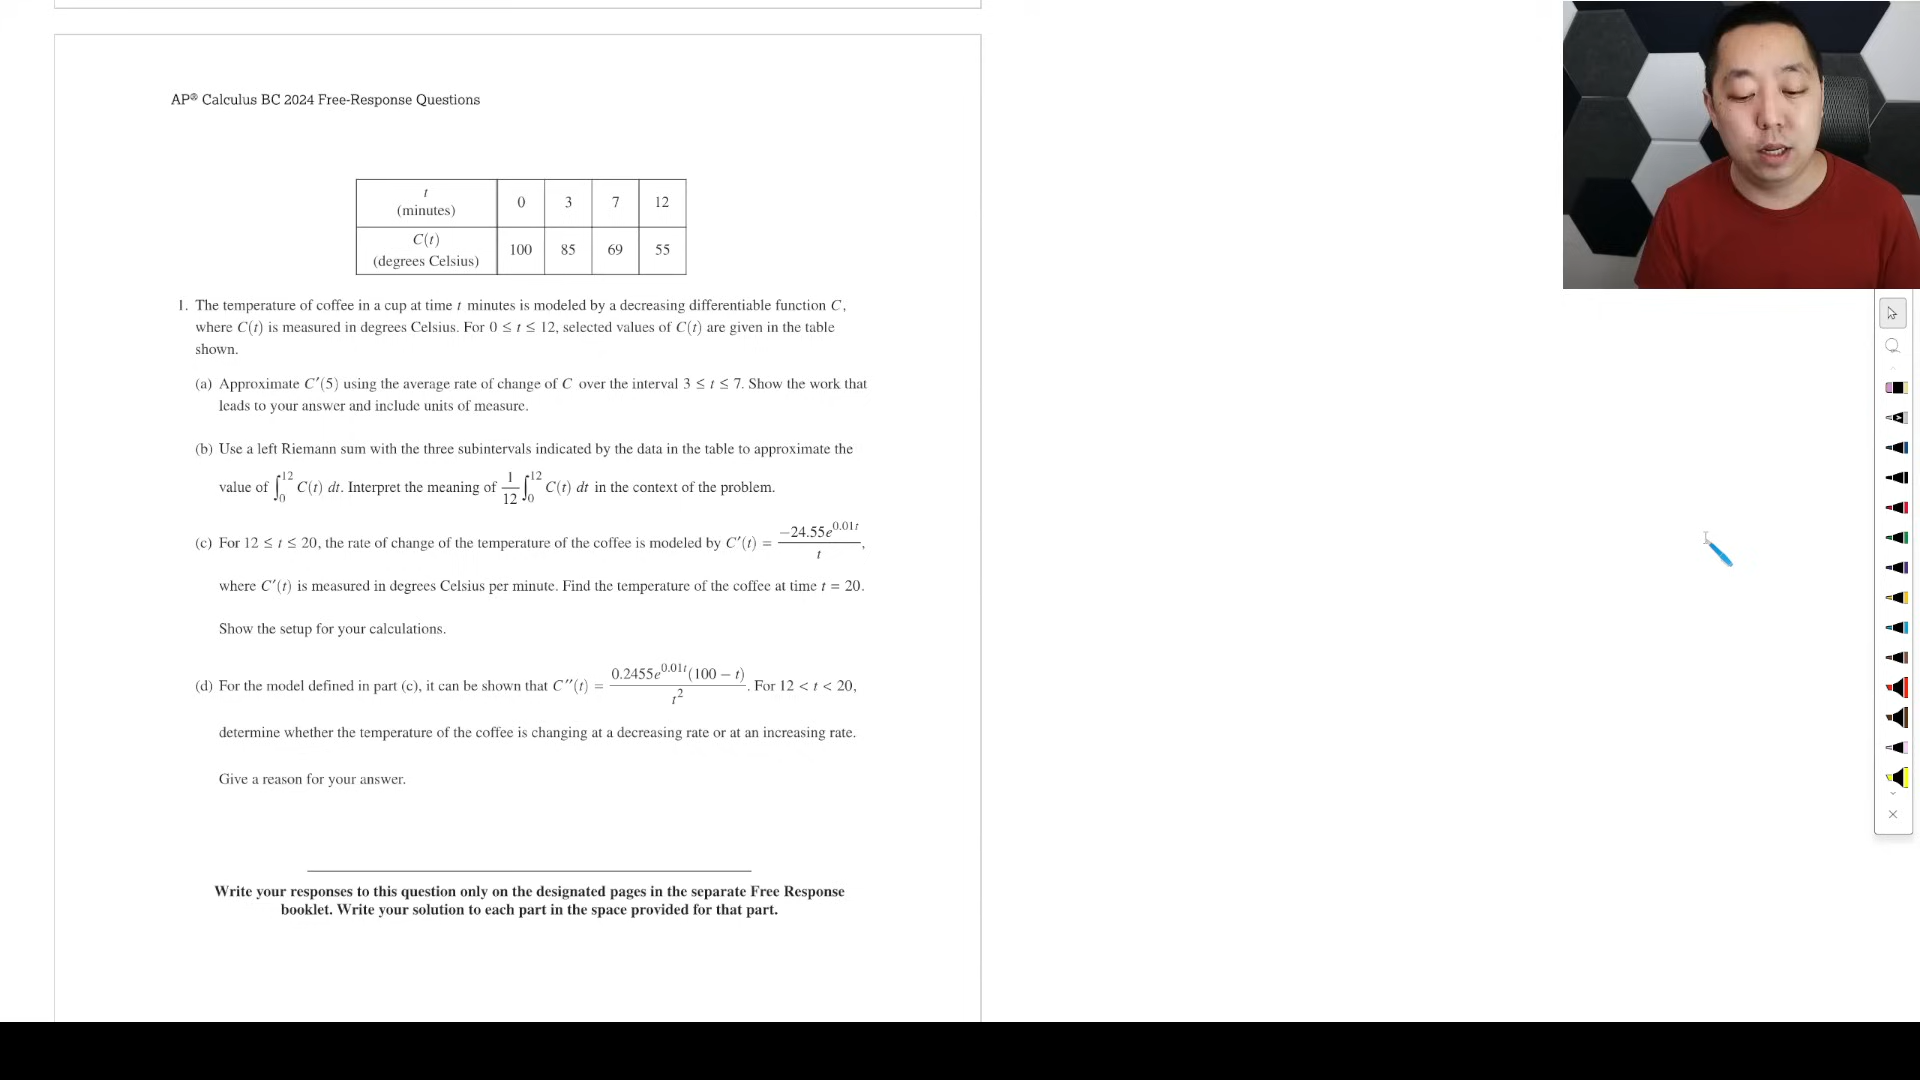 AP® Calculus BC 2024 Free-Response Questions
t
(minutes) 0 3 7 12
C(t)
(degrees Celsius) 100 85 69 55
1. The temperature of coffee in a cup at time t minutes is modeled by a decreasing differentiable function C,
where C(t) is measured in degrees Celsius. For 0 ≤ t ≤ 12, selected values of C(t) are given in the table
shown.
(a) Approximate C′(5) using the average rate of change of C over the interval 3 ≤ t ≤ 7. Show the work that
leads to your answer and include units of measure.
(b) Use a left Riemann sum with the three subintervals indicated by the data in the table to approximate the
value of ∫₀¹² C(t) dt. Interpret the meaning of 1/12 ∫₀¹² C(t) dt in the context of the problem.
(c) For 12 ≤ t ≤ 20, the rate of change of the temperature of the coffee is modeled by C′(t) = −24.55e^0.01t / t,
where C′(t) is measured in degrees Celsius per minute. Find the temperature of the coffee at time t = 20.
Show the setup for your calculations.
(d) For the model defined in part (c), it can be shown that C″(t) = 0.2455e^0.01t(100 − t) / t². For 12 < t < 20,
determine whether the temperature of the coffee is changing at a decreasing rate or at an increasing rate.
Give a reason for your answer.
Write your responses to this question only on the designated pages in the separate Free Response
booklet. Write your solution to each part in the space provided for that part.